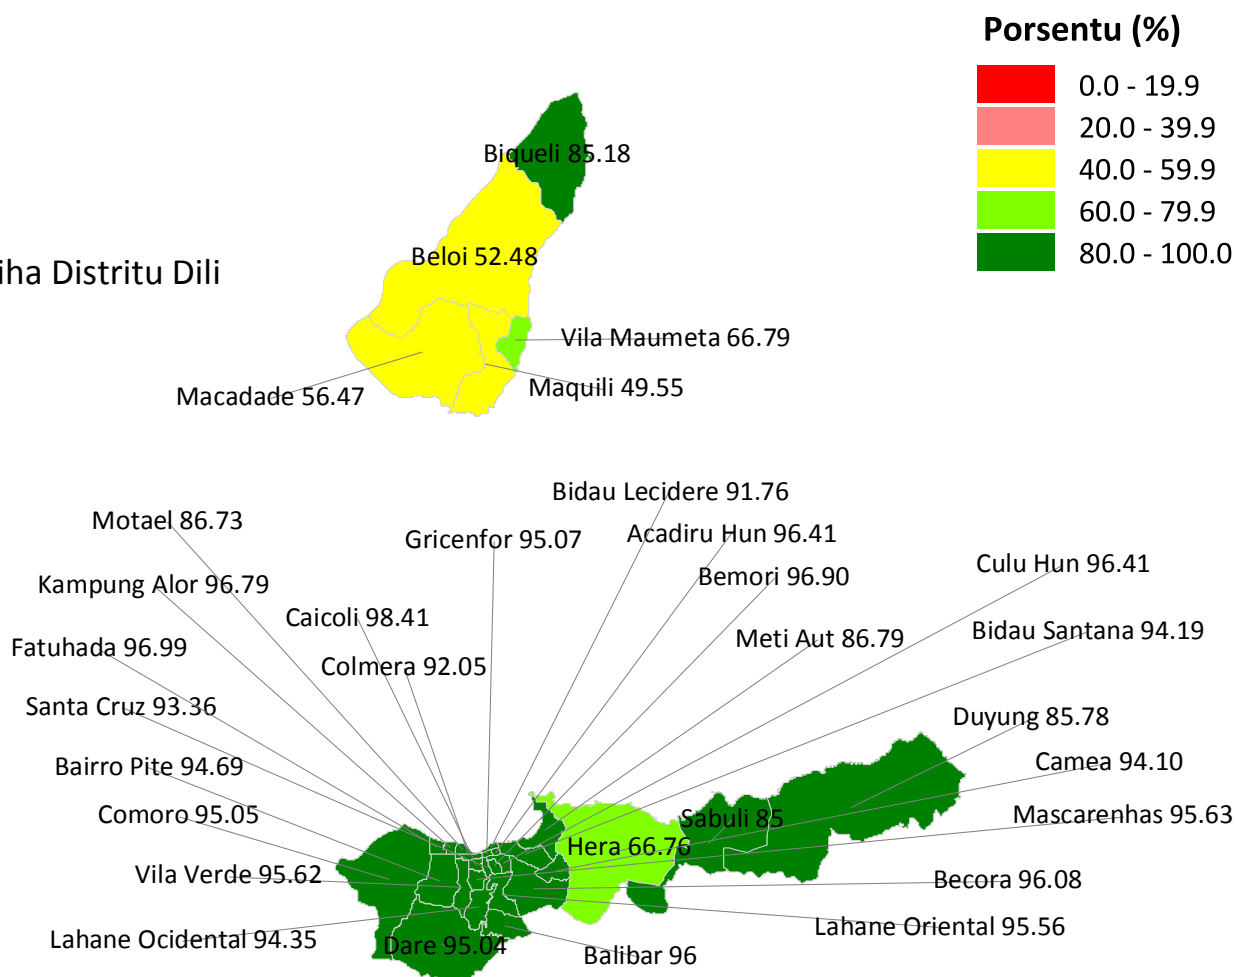 Porsentu (%)
0.0 - 19.9
20.0 - 39.9
40.0 - 59.9
60.0 - 79.9
80.0 - 100.0
Biqueli 85.18
Beloi 52.48
iha Distritu Dili
Vila Maumeta 66.79
Macadade 56.47
Maquili 49.55
Bidau Lecidere 91.76
Motael 86.73
Gricenfor 95.07
Acadiru Hun 96.41
Culu Hun 96.41
Kampung Alor 96.79
Bemori 96.90
Caicoli 98.41
Bidau Santana 94.19
Meti Aut 86.79
Fatuhada 96.99
Colmera 92.05
Santa Cruz 93.36
Duyung 85.78
Bairro Pite 94.69
Camea 94.10
Comoro 95.05
Sabuli 85
Mascarenhas 95.63
Hera 66.76
Vila Verde 95.62
Becora 96.08
Lahane Oriental 95.56
Lahane Ocidental 94.35
Dare 95.04
Balibar 96